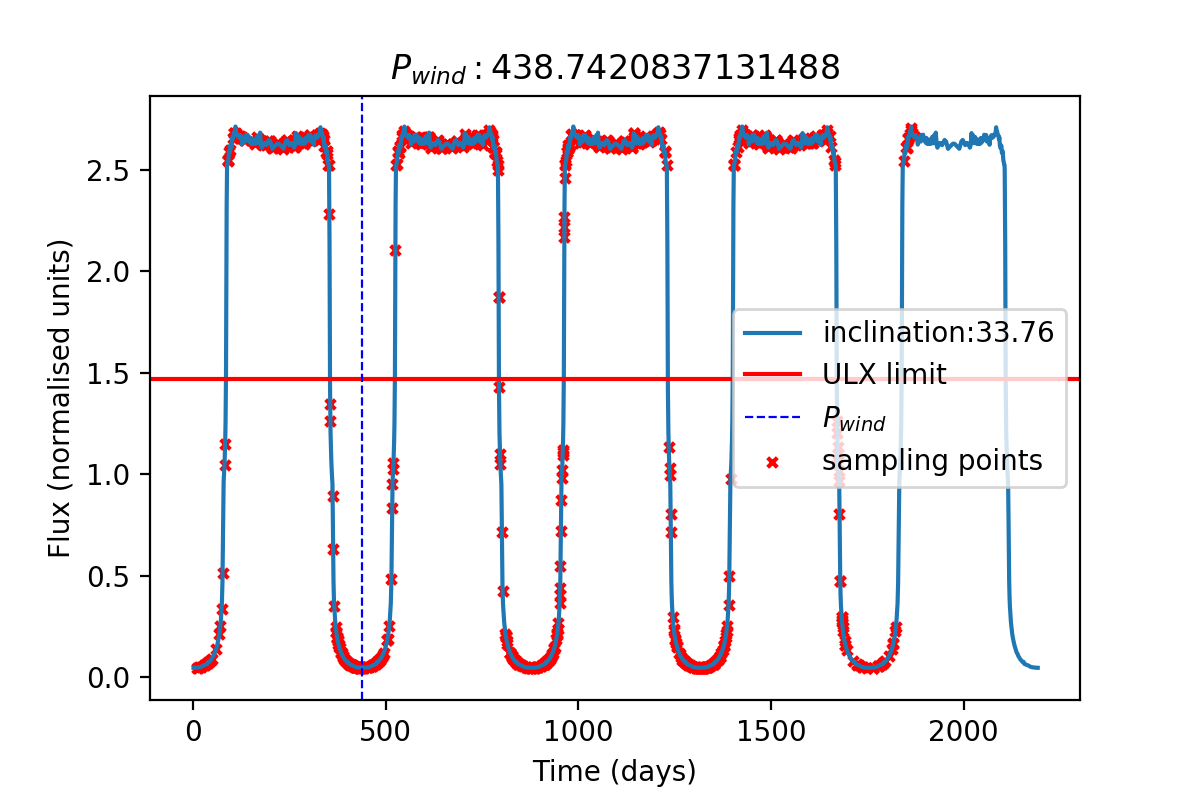 P_wind : 438.7420837131488
2.5
2.0
1.5
1.0
0.5
0.0
Flux (normalised units)
inclination:33.76
ULX limit
P_wind
sampling points
0 500 1000 1500 2000
Time (days)